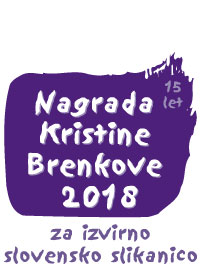 15
let
Nagrada
Kristine
Brenkove
2018
za izvirno
slovensko slikanico